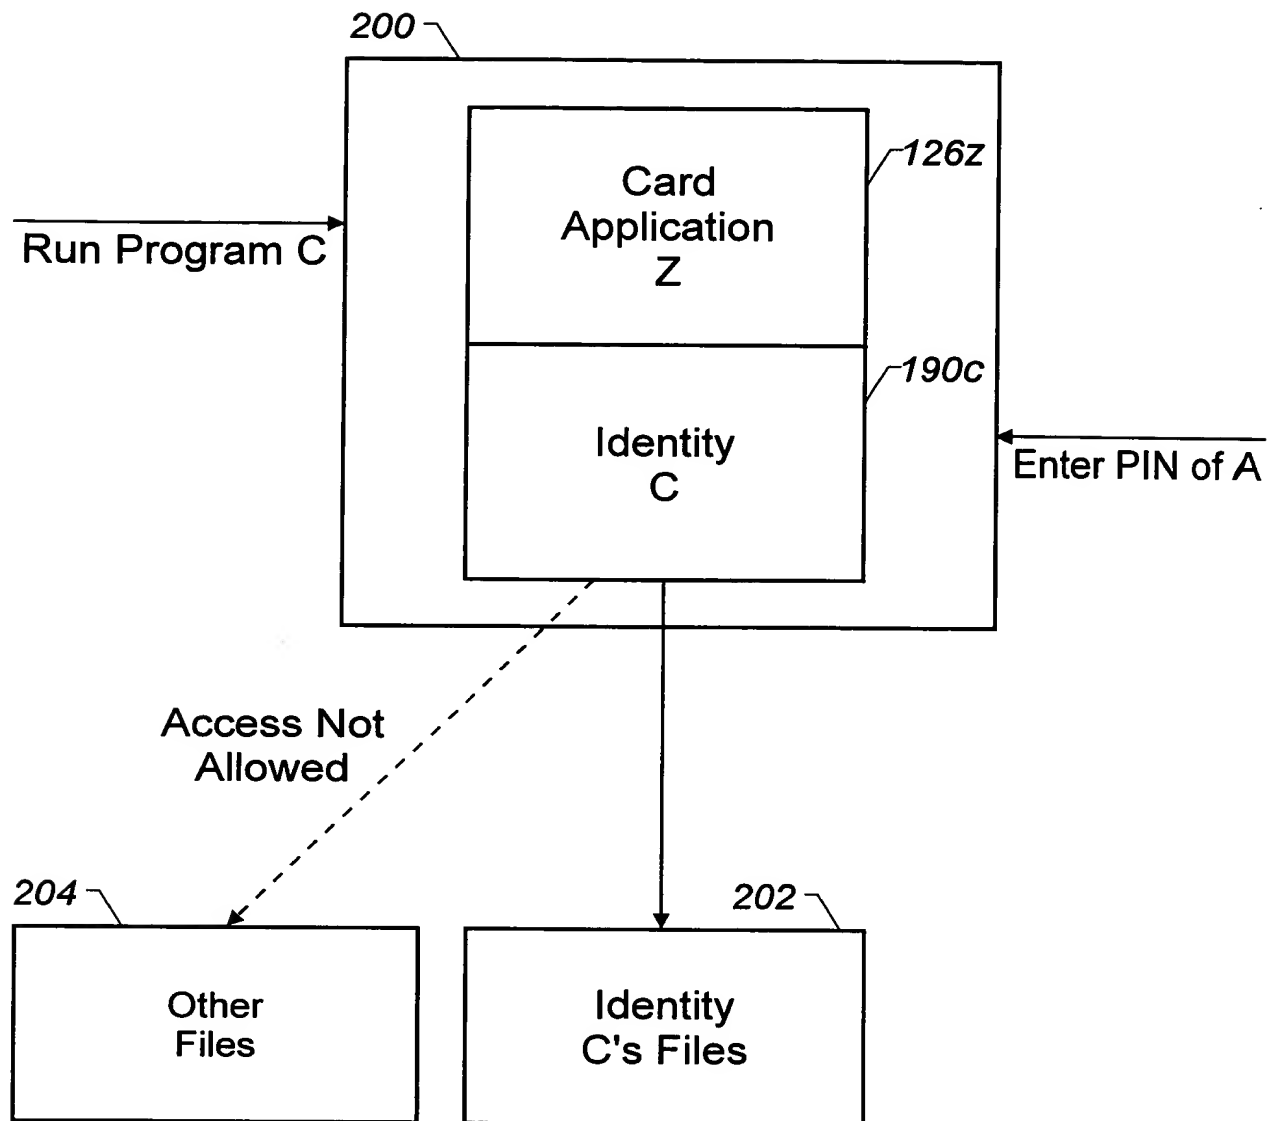 200
126z
Card
Application
Z
Run Program C
190c
Identity
C
Enter PIN of A
Access Not
Allowed
204
202
Other
Files
Identity
C's Files